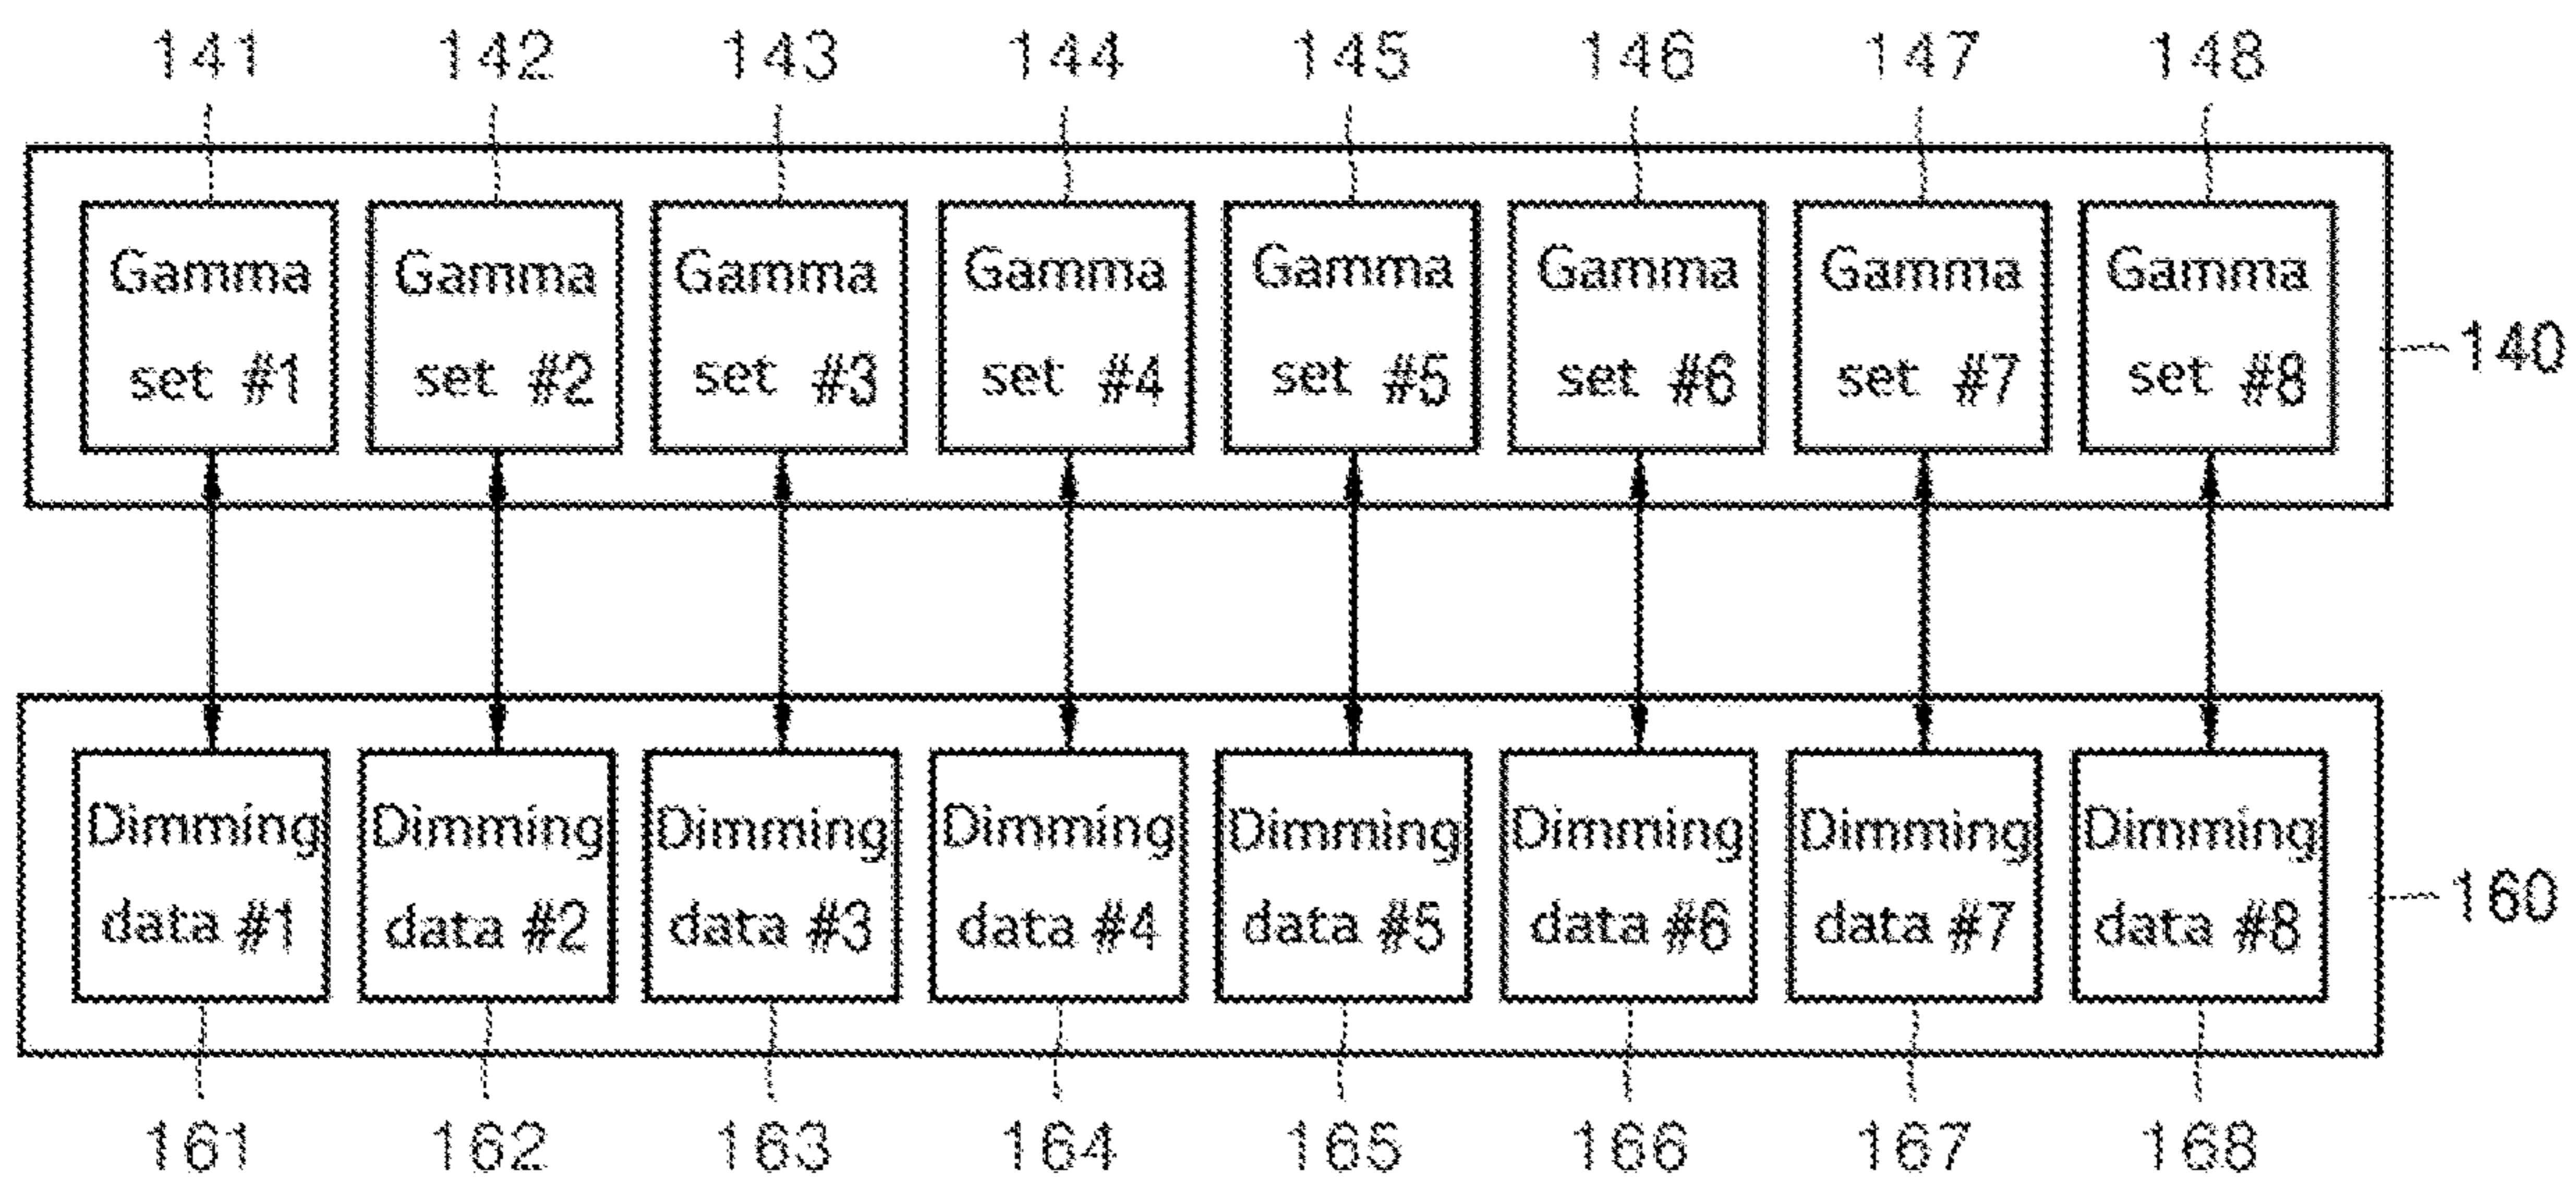 141 142 143 144 145 146 147 148
Gamma Gamma Gamma Gamma Gamma Gamma Gamma Gamma
set #1 set #2 set #3 set #4 set #5 set #6 set #7 set #8
140
Dimming Dimming Dimming Dimming Dimming Dimming Dimming Dimming
data #1 data #2 data #3 data #4 data #5 data #6 data #7 data #8
160
161 162 163 164 165 166 167 168